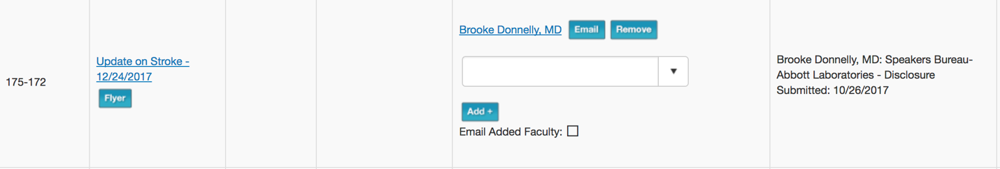 175-172
Update on Stroke -
12/24/2017
Flyer
Brooke Donnelly, MD Email Remove
▼
Add +
Email Added Faculty:
Brooke Donnelly, MD: Speakers Bureau-
Abbott Laboratories - Disclosure
Submitted: 10/26/2017